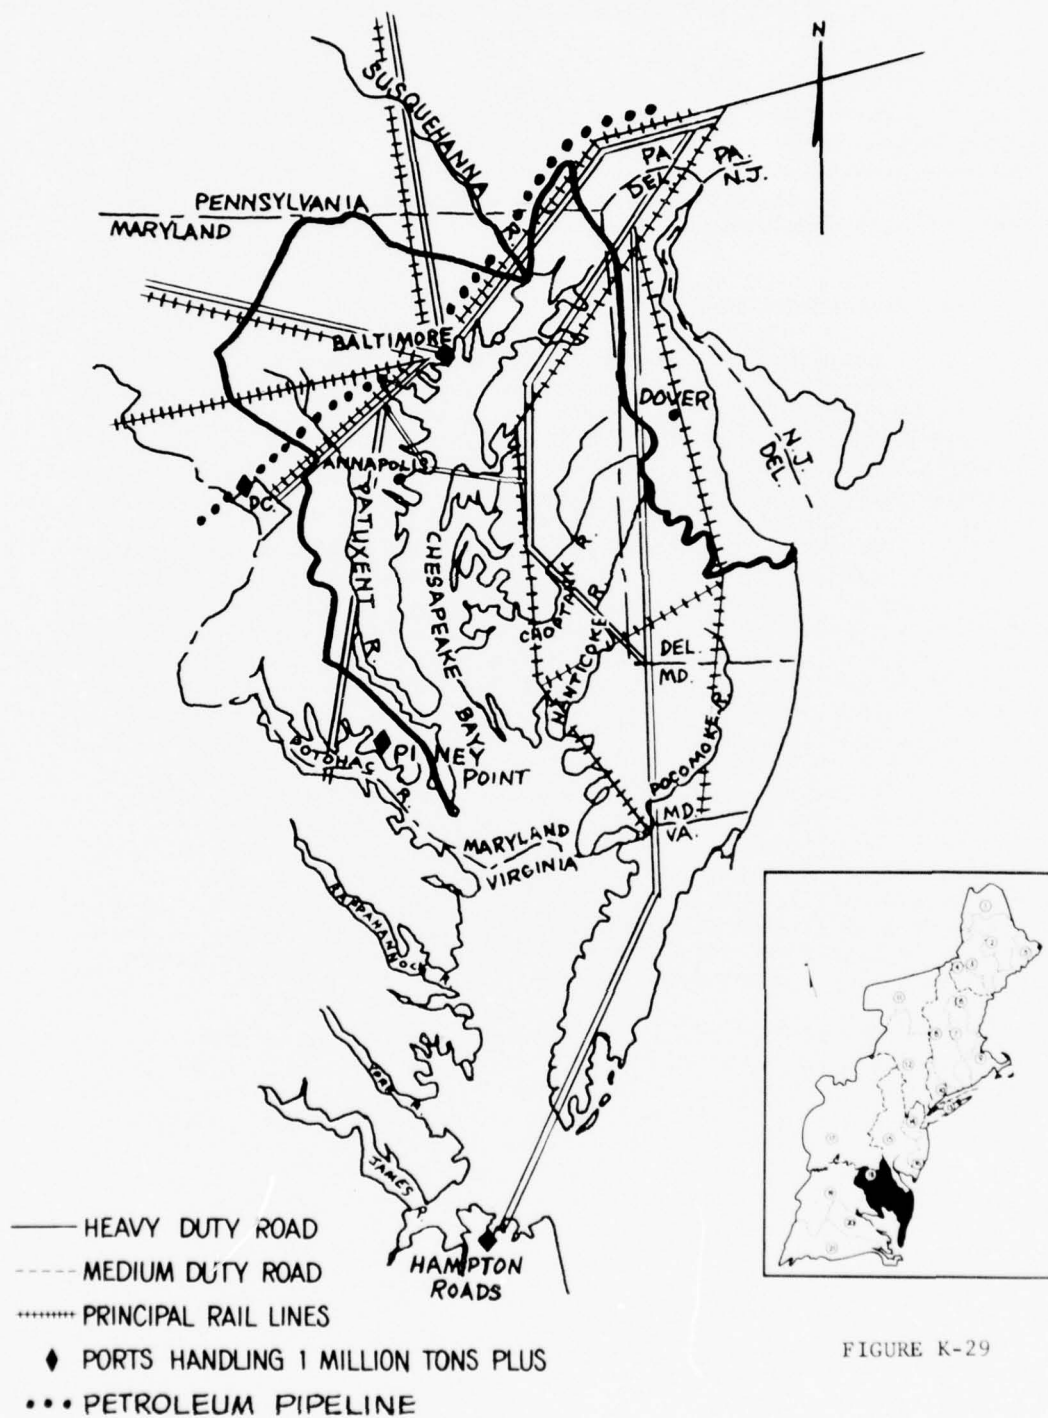 N
SUSQUEHANNA
R.
PA.
DEL.
PA.
N.J.
PENNSYLVANIA
MARYLAND
BALTIMORE
DOVER
N.J.
DEL.
ANNAPOLIS
D.C.
PATUXENT
R.
CHESAPEAKE
BAY
CHOPTANK R.
NANTICOKE R.
DEL.
MD.
POCOMOKE R.
POTOMAC
R.
PINEY
POINT
MD.
VA.
MARYLAND
VIRGINIA
RAPPAHANNOCK R.
YORK R.
JAMES
R.
HAMPTON
ROADS
HEAVY DUTY ROAD
MEDIUM DUTY ROAD
PRINCIPAL RAIL LINES
PORTS HANDLING 1 MILLION TONS PLUS
PETROLEUM PIPELINE
FIGURE K-29